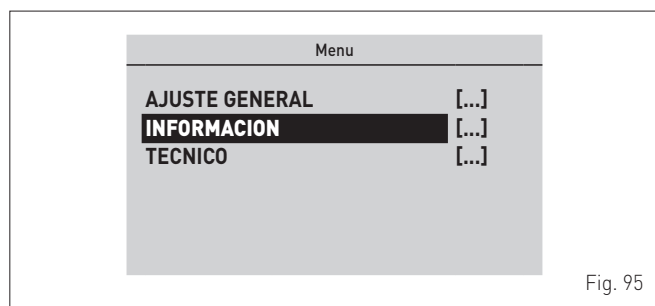 Menu
AJUSTE GENERAL [...]
INFORMACION [...]
TECNICO [...]
Fig. 95